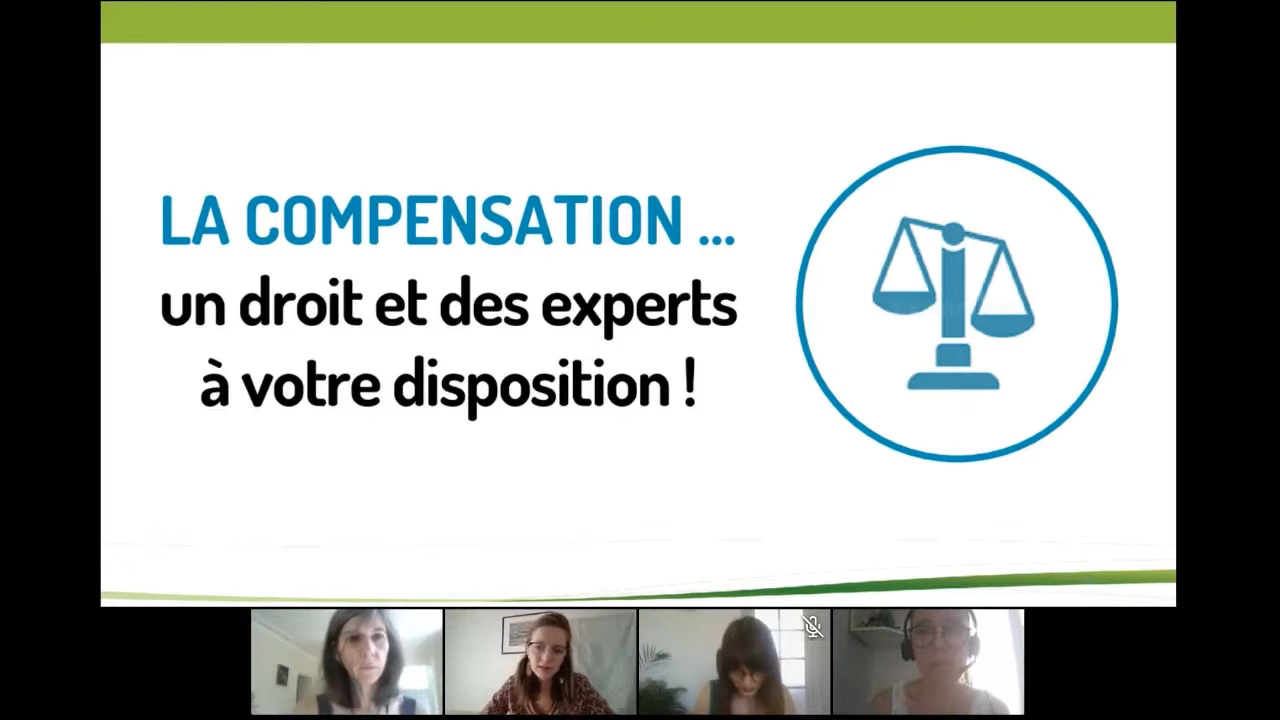 LA COMPENSATION ...
un droit et des experts
à votre disposition !